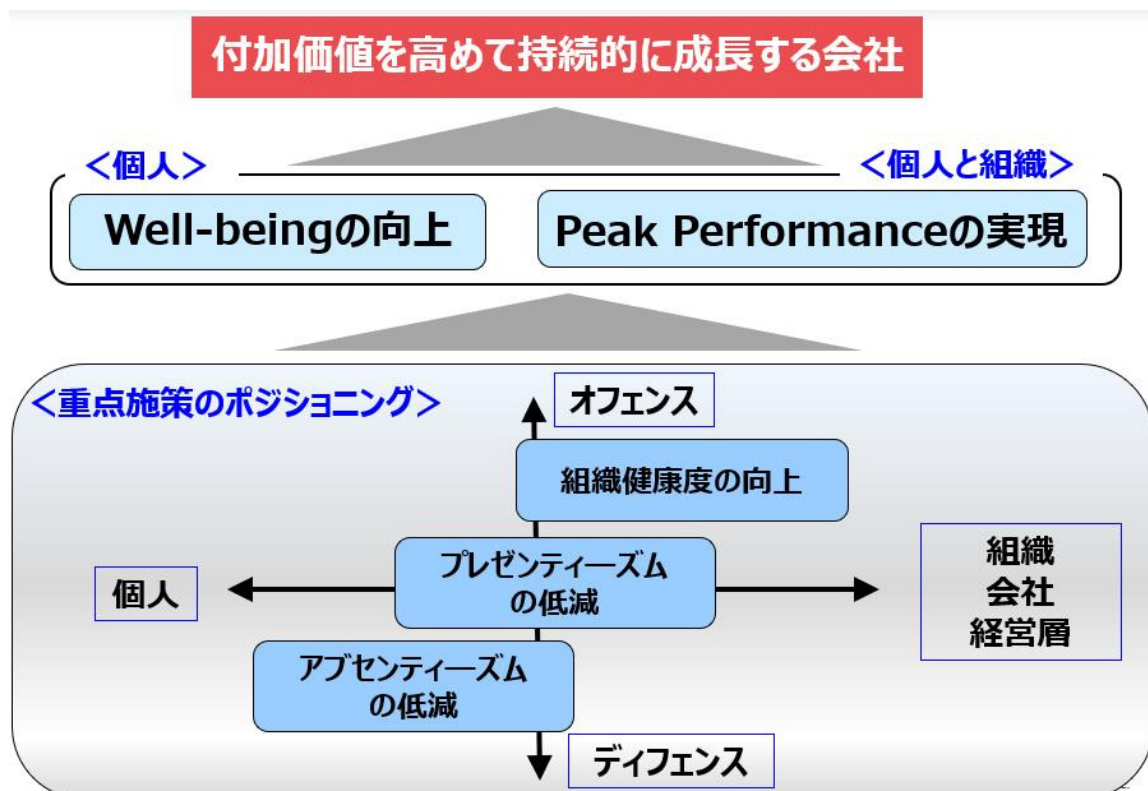 付加価値を高めて持続的に成長する会社
＜個人＞
＜個人と組織＞
Well-beingの向上
Peak Performanceの実現
＜重点施策のポジショニング＞
オフェンス
組織健康度の向上
プレゼンティーズム
の低減
個人
組織
会社
経営層
アブセンティーズム
の低減
ディフェンス